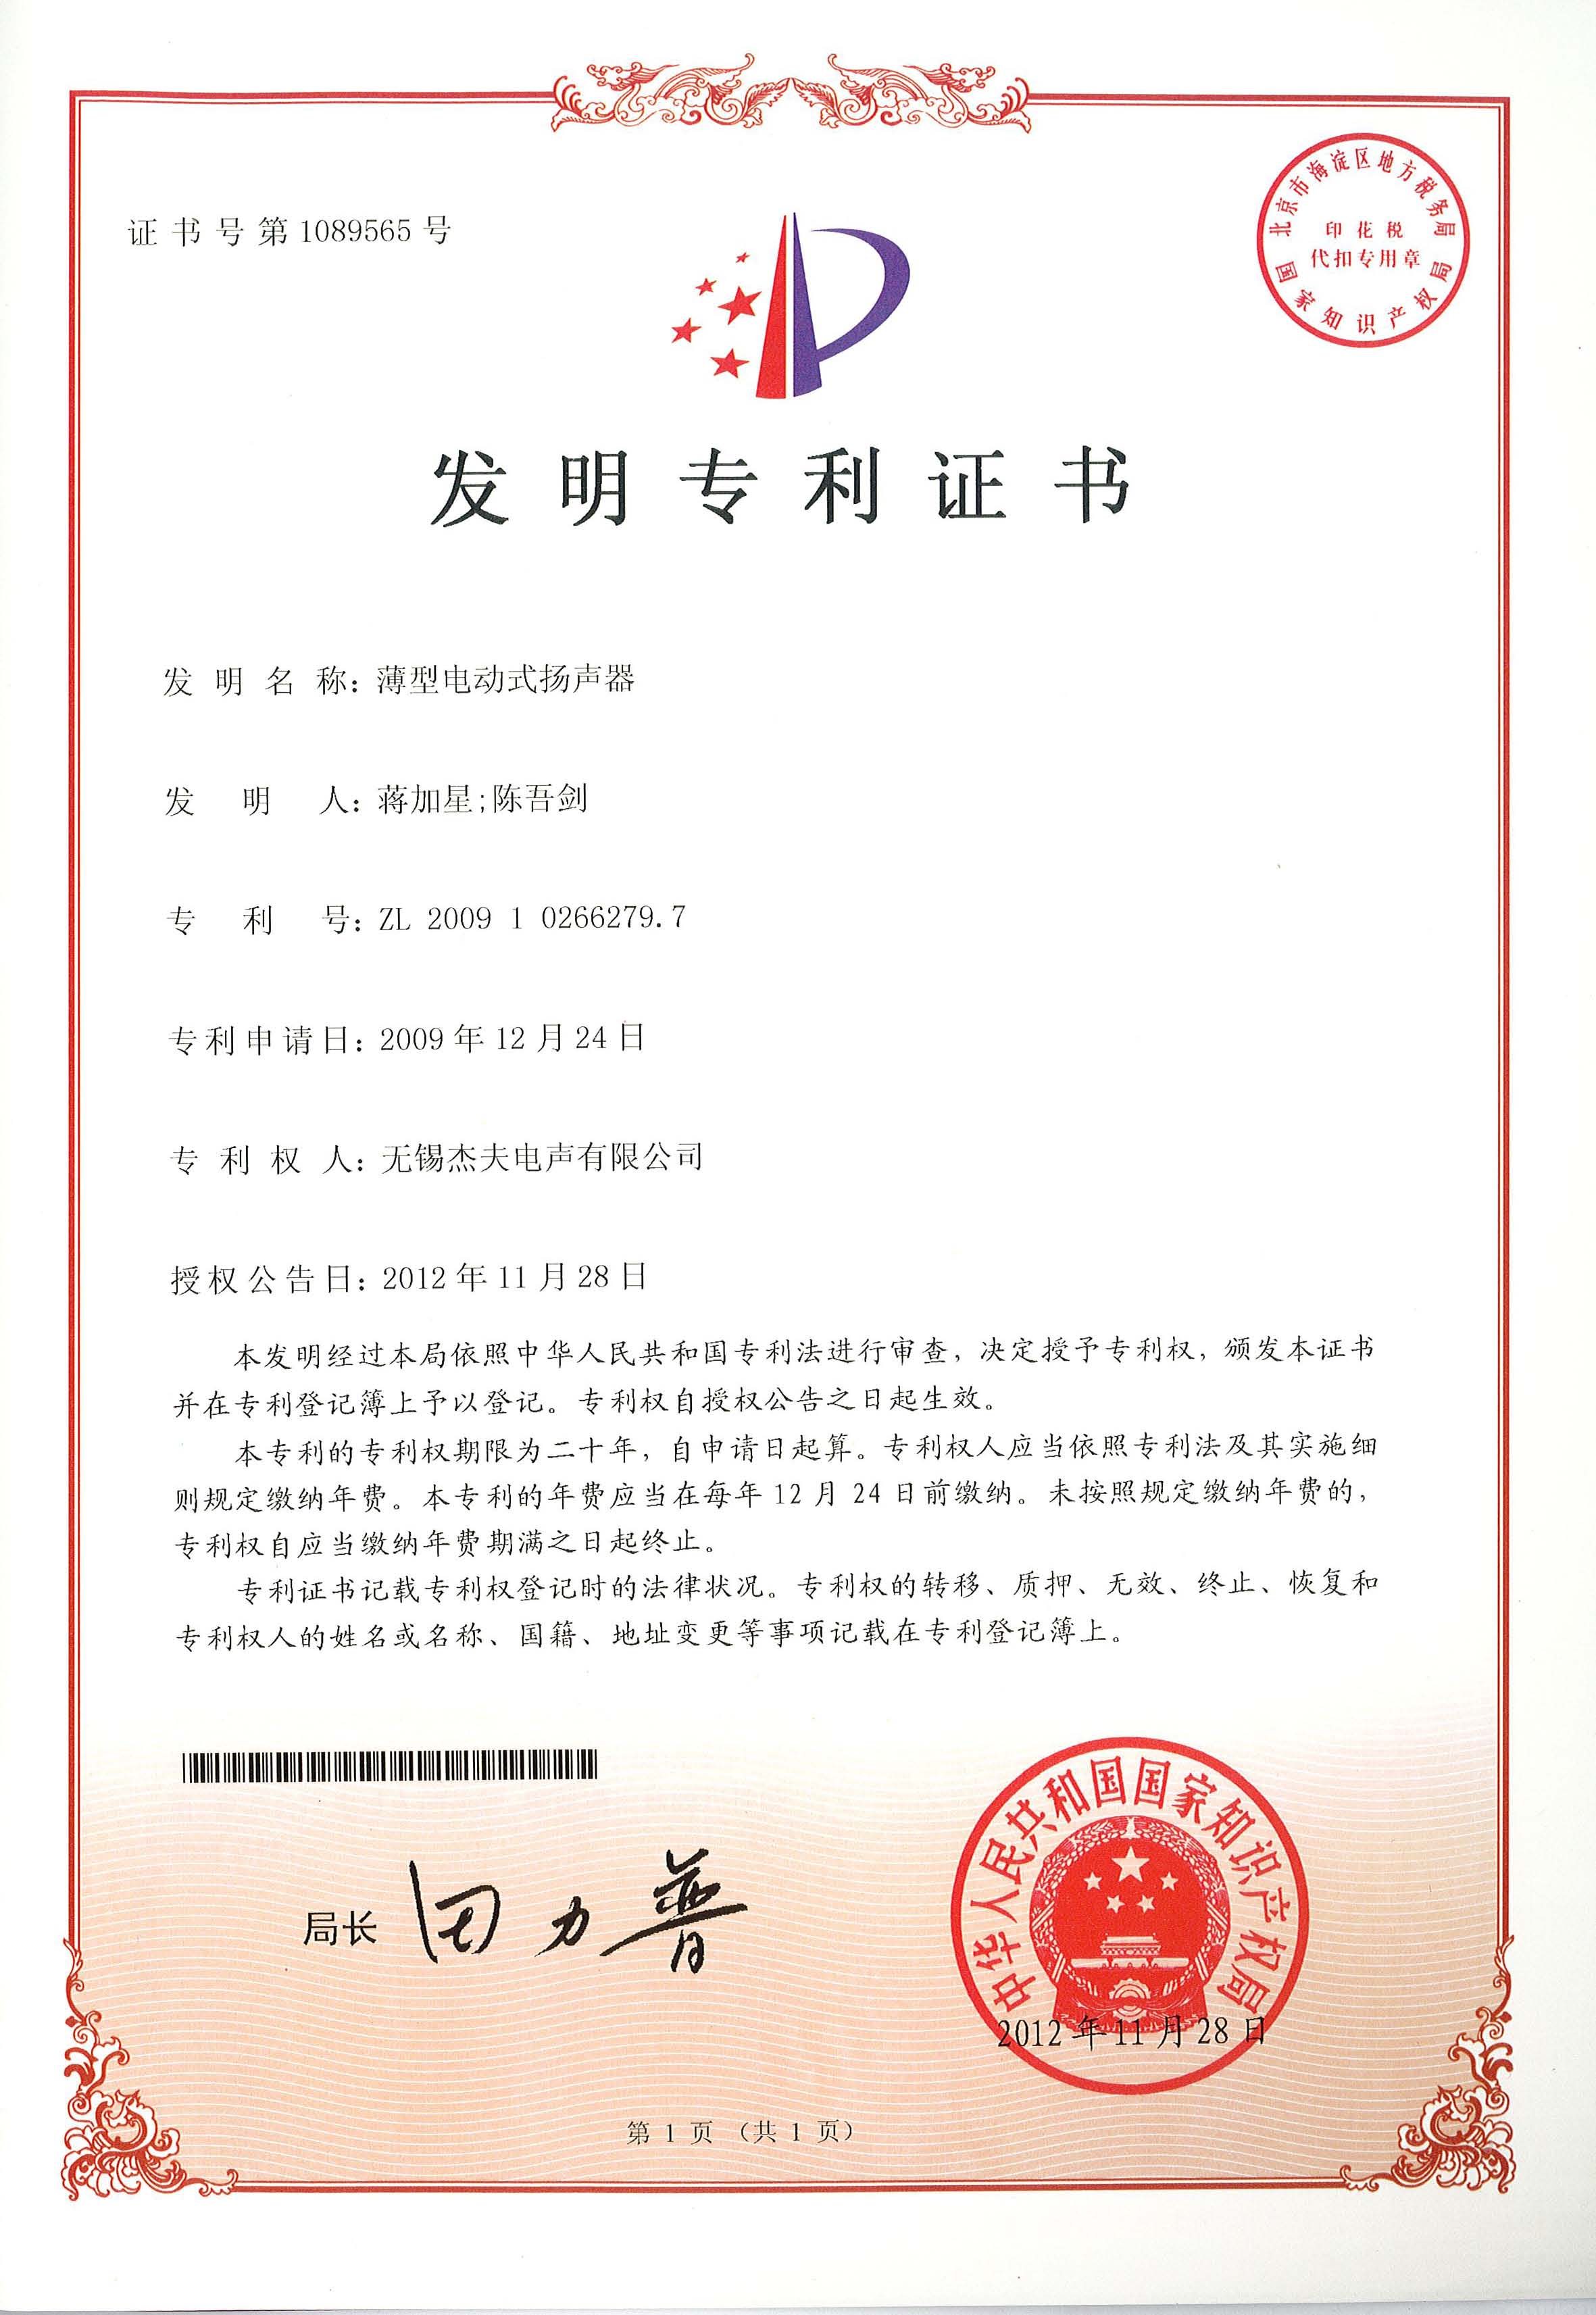 证书号第1089565号
北京市海淀区地方税务局
印花税
代扣专用章
国家知识产权局
发明专利证书
发明名称：薄型电动式扬声器
发明人：蒋加星;陈吾剑
专利号：ZL 2009 1 0266279.7
专利申请日：2009年12月24日
专利权人：无锡杰夫电声有限公司
授权公告日：2012年11月28日
本发明经过本局依照中华人民共和国专利法进行审查，决定授予专利权，颁发本证书
并在专利登记簿上予以登记。专利权自授权公告之日起生效。
本专利的专利权期限为二十年，自申请日起算。专利权人应当依照专利法及其实施细
则规定缴纳年费。本专利的年费应当在每年12月24日前缴纳。未按照规定缴纳年费的，
专利权自应当缴纳年费期满之日起终止。
专利证书记载专利权登记时的法律状况。专利权的转移、质押、无效、终止、恢复和
专利权人的姓名或名称、国籍、地址变更等事项记载在专利登记簿上。
局长 田力普
中华人民共和国国家知识产权局
2012年11月28日
第1页（共1页）